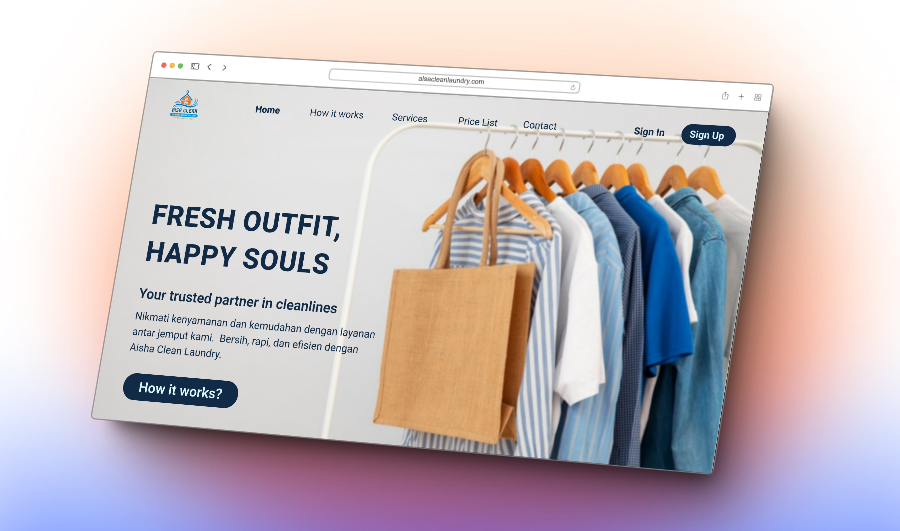 alsacleanlaundry.com
Home How it works Services Price List Contact Sign In Sign Up
FRESH OUTFIT,
HAPPY SOULS
Your trusted partner in cleanlines
Nikmati kenyamanan dan kemudahan dengan layanan
antar jemput kami. Bersih, rapi, dan efisien dengan
Aisha Clean Laundry.
How it works?